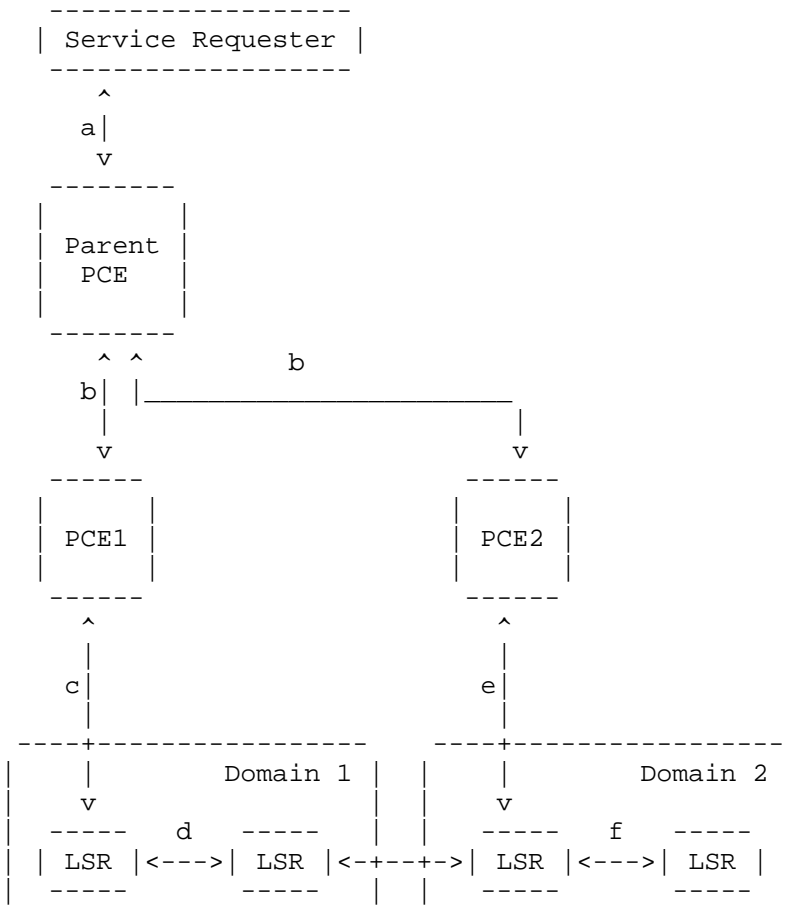 Service Requester
a
Parent
PCE
b
b
PCE1 PCE2
c e
Domain 1 Domain 2
d f
LSR LSR LSR LSR